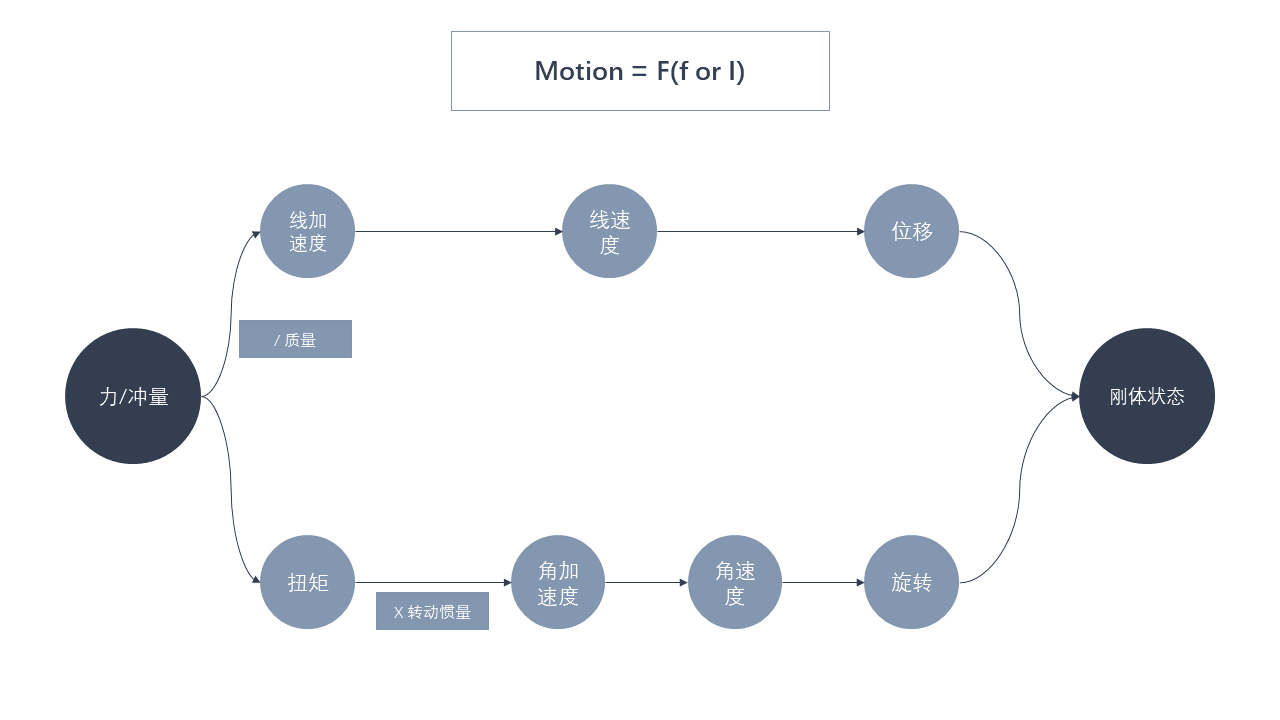 Motion = F(f or I)
线加
速度
线速
度
位移
/ 质量
力/冲量
刚体状态
扭矩
角加
速度
角速
度
旋转
X 转动惯量